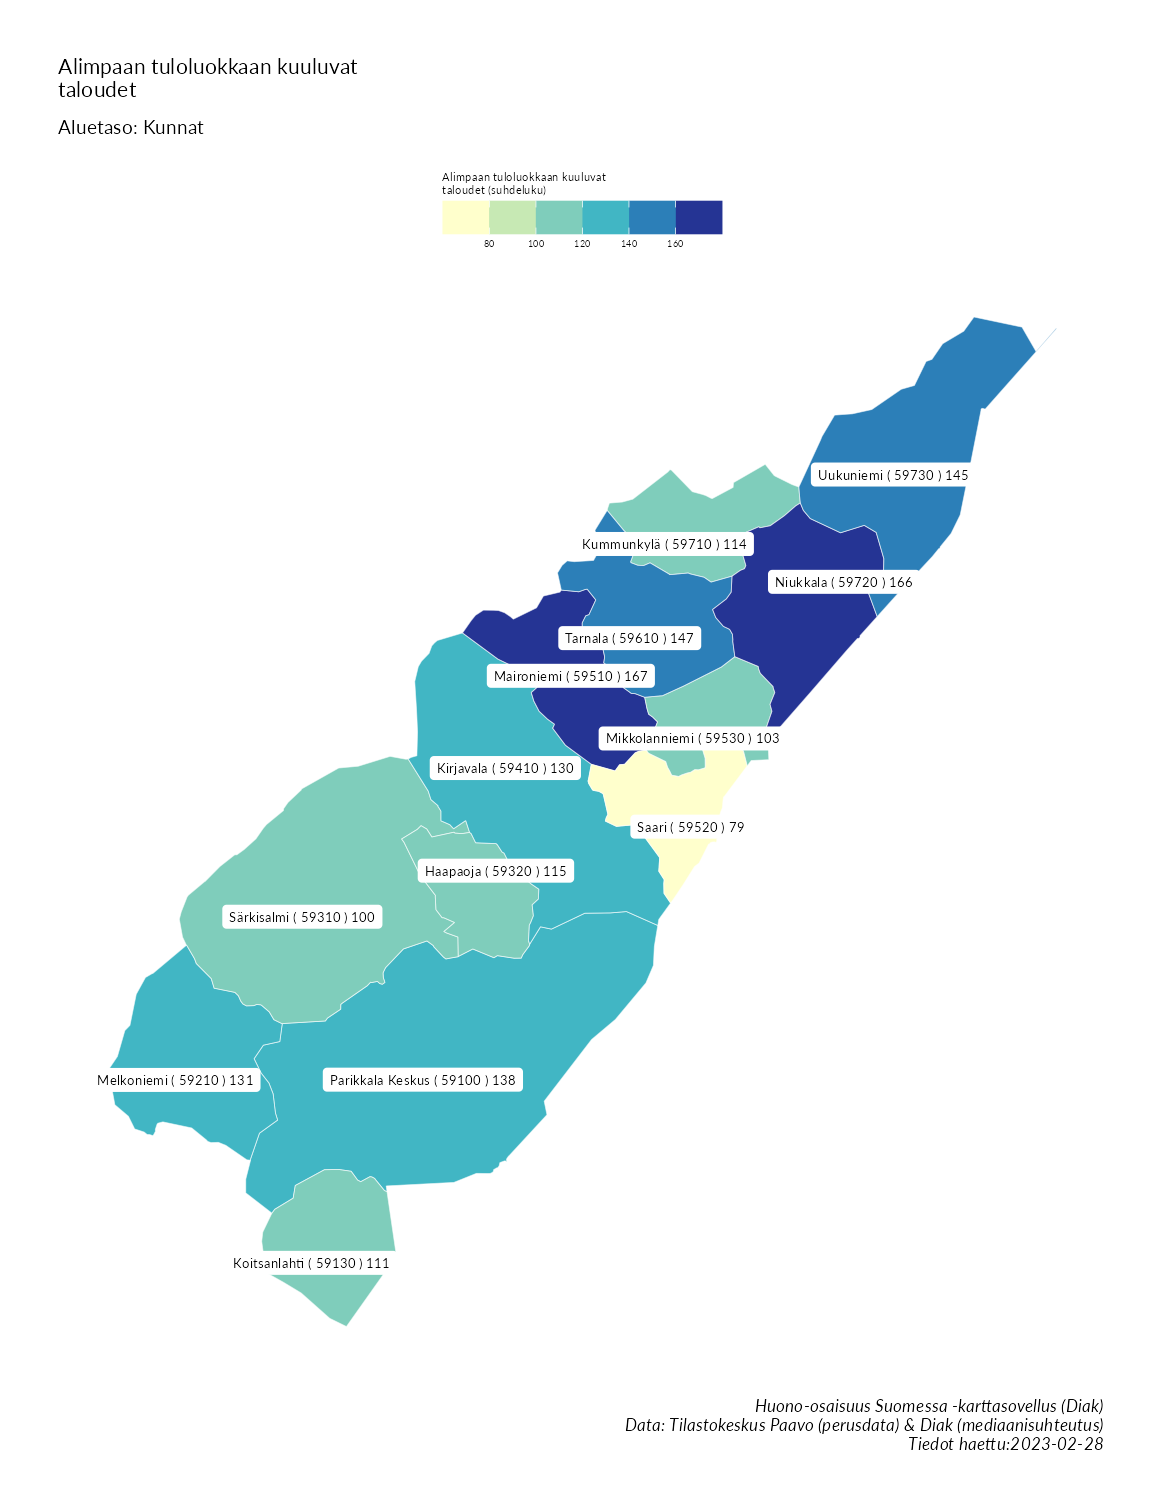 Alimpaan tuloluokkaan kuuluvat
taloudet
Aluetaso: Kunnat
Alimpaan tuloluokkaan kuuluvat
taloudet (suhdeluku)
80 100 120 140 160
Uukuniemi ( 59730 ) 145
Kummunkylä ( 59710 ) 114
Niukkala ( 59720 ) 166
Tarnala ( 59610 ) 147
Maironiemi ( 59510 ) 167
Mikkolanniemi ( 59530 ) 103
Kirjavala ( 59410 ) 130
Saari ( 59520 ) 79
Haapaoja ( 59320 ) 115
Särkisalmi ( 59310 ) 100
Melkoniemi ( 59210 ) 131
Parikkala Keskus ( 59100 ) 138
Koitsanlahti ( 59130 ) 111
Huono-osaisuus Suomessa -karttasovellus (Diak)
Data: Tilastokeskus Paavo (perusdata) & Diak (mediaanisuhteutus)
Tiedot haettu:2023-02-28